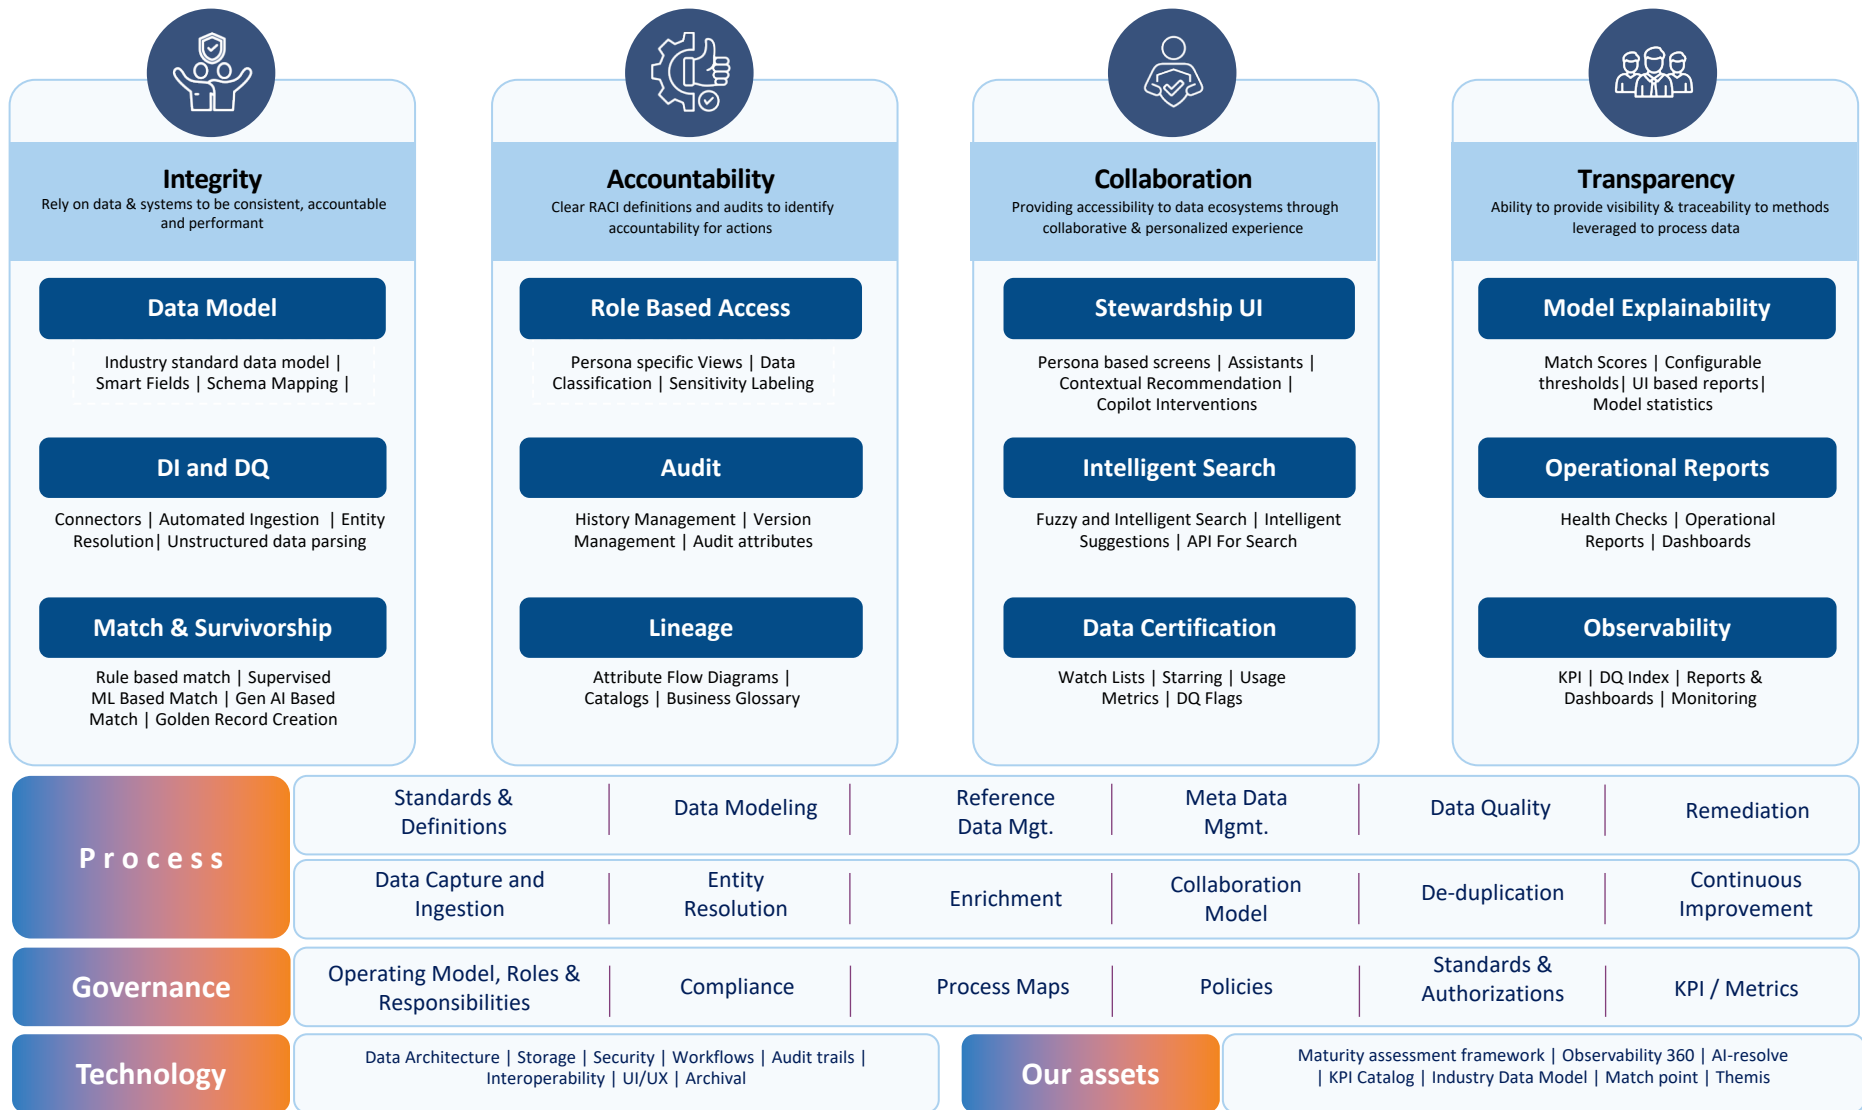 Integrity
Rely on data & systems to be consistent, accountable
and performant
Data Model
Industry standard data model |
Smart Fields | Schema Mapping |
DI and DQ
Connectors | Automated Ingestion | Entity
Resolution| Unstructured data parsing
Match & Survivorship
Rule based match | Supervised
ML Based Match | Gen AI Based
Match | Golden Record Creation
Accountability
Clear RACI definitions and audits to identify
accountability for actions
Role Based Access
Persona specific Views | Data
Classification | Sensitivity Labeling
Audit
History Management | Version
Management | Audit attributes
Lineage
Attribute Flow Diagrams |
Catalogs | Business Glossary
Collaboration
Providing accessibility to data ecosystems through
collaborative & personalized experience
Stewardship UI
Persona based screens | Assistants |
Contextual Recommendation |
Copilot Interventions
Intelligent Search
Fuzzy and Intelligent Search | Intelligent
Suggestions | API For Search
Data Certification
Watch Lists | Starring | Usage
Metrics | DQ Flags
Transparency
Ability to provide visibility & traceability to methods
leveraged to process data
Model Explainability
Match Scores | Configurable
thresholds| UI based reports|
Model statistics
Operational Reports
Health Checks | Operational
Reports | Dashboards
Observability
KPI | DQ Index | Reports &
Dashboards | Monitoring
Process
Standards &
Definitions
Data Modeling
Reference
Data Mgt.
Meta Data
Mgmt.
Data Quality
Remediation
Data Capture and
Ingestion
Entity
Resolution
Enrichment
Collaboration
Model
De-duplication
Continuous
Improvement
Governance
Operating Model, Roles &
Responsibilities
Compliance
Process Maps
Policies
Standards &
Authorizations
KPI / Metrics
Technology
Data Architecture | Storage | Security | Workflows | Audit trails |
Interoperability | UI/UX | Archival
Our assets
Maturity assessment framework | Observability 360 | AI-resolve
| KPI Catalog | Industry Data Model | Match point | Themis